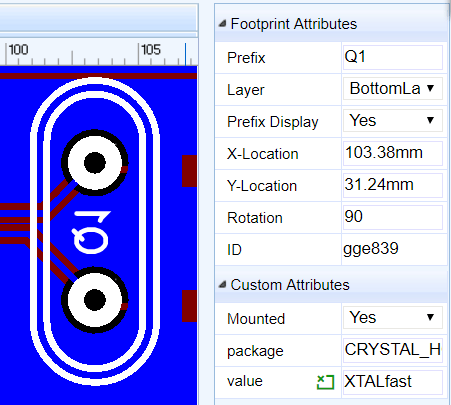 100 105
Q1
Footprint Attributes
Prefix Q1
Layer BottomLa
Prefix Display Yes
X-Location 103.38mm
Y-Location 31.24mm
Rotation 90
ID gge839
Custom Attributes
Mounted Yes
package CRYSTAL_H
value XTALfast